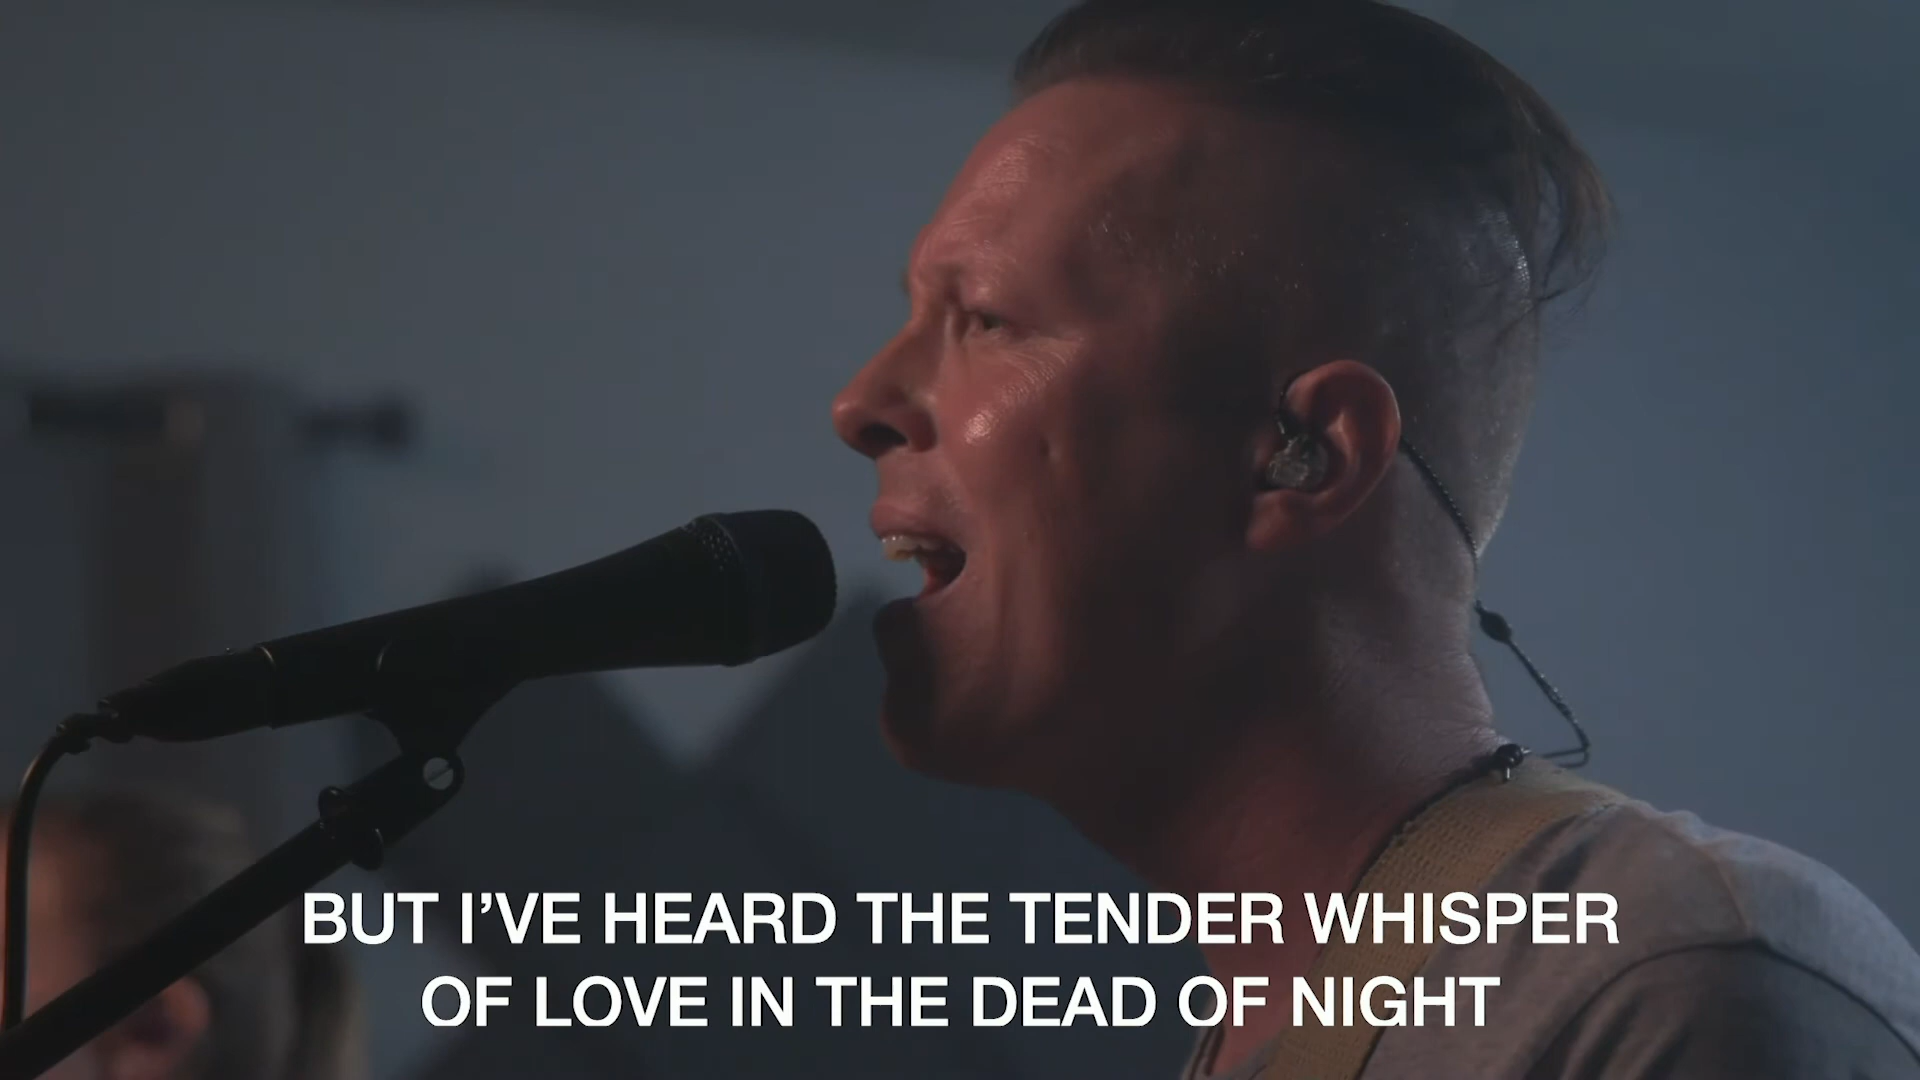 BUT I’VE HEARD THE TENDER WHISPER
OF LOVE IN THE DEAD OF NIGHT